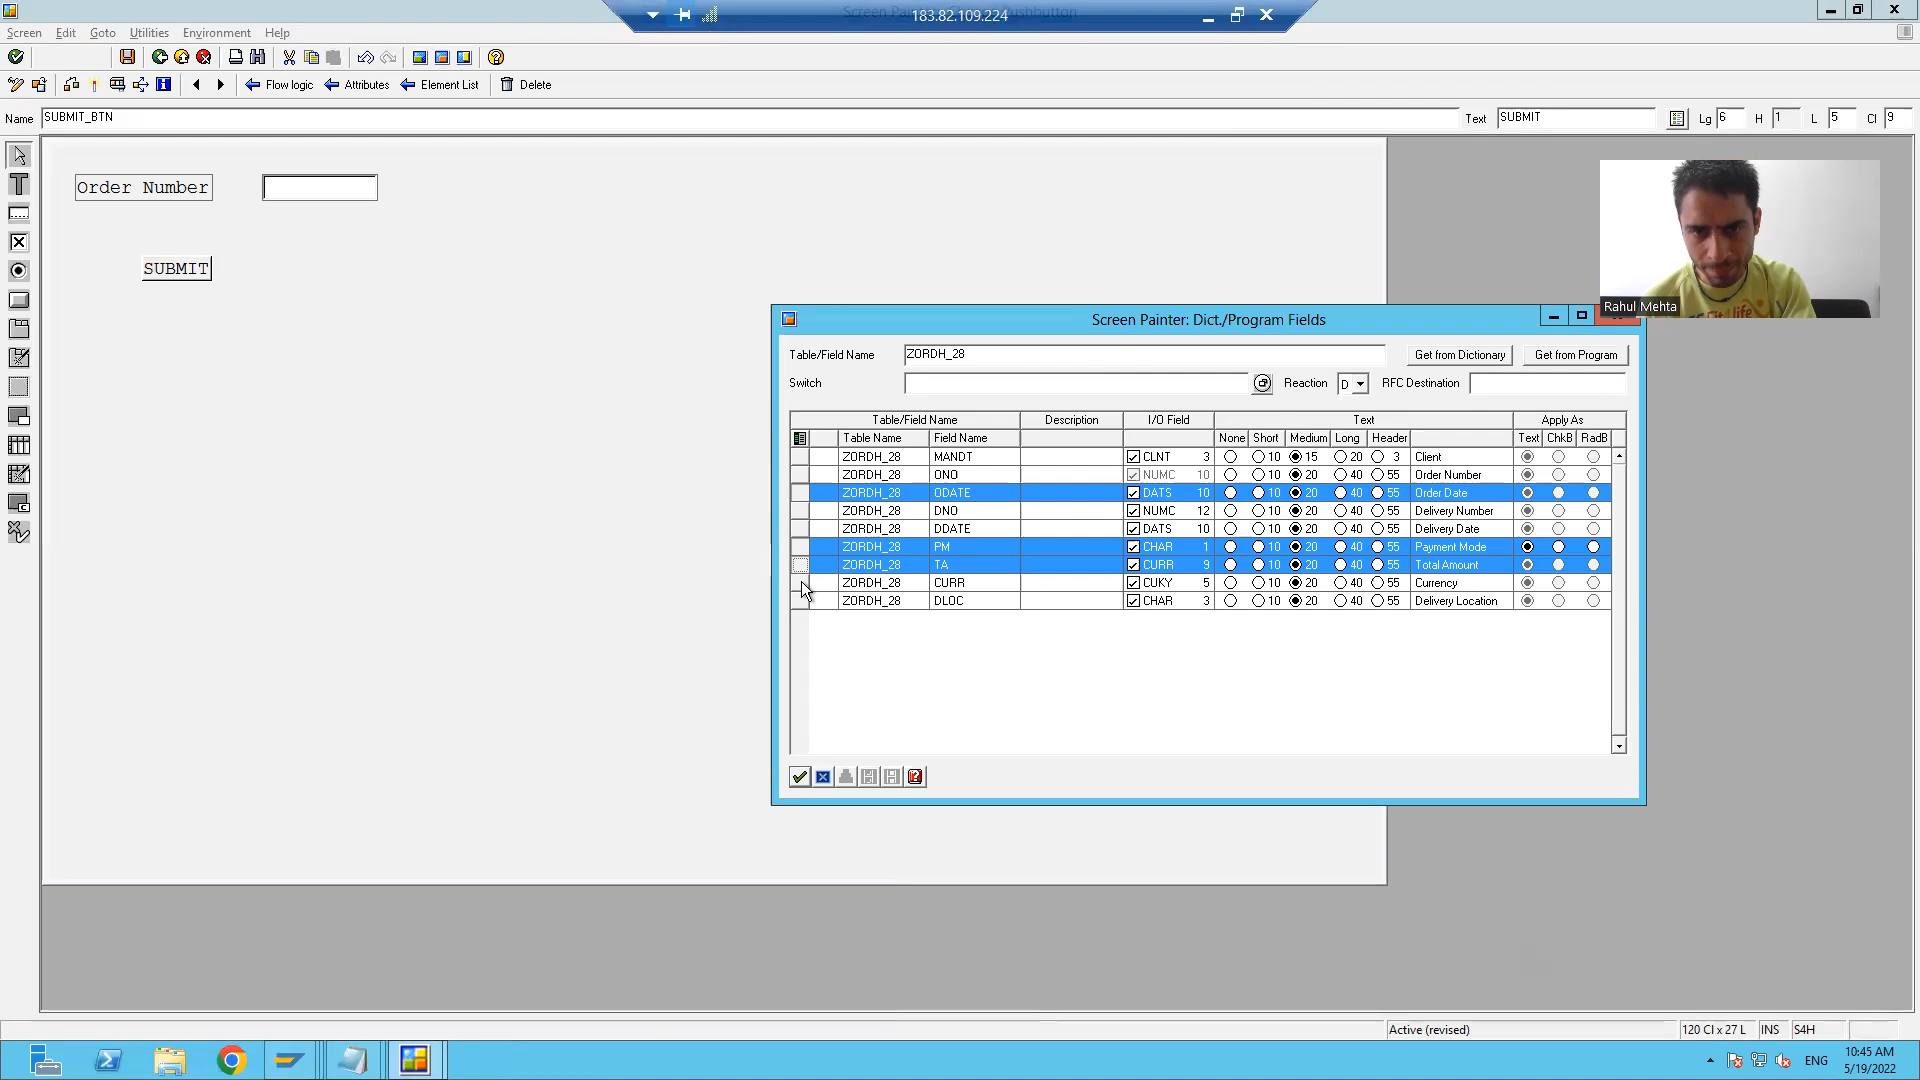 183.82.109.224
Screen Edit Goto Utilities Environment Help
Flow logic Attributes Element List Delete
Name SUBMIT_BTN Text SUBMIT Lg 6 H 1 L 5 Cl 9
Order Number
SUBMIT
Rahul Mehta
Screen Painter: Dict./Program Fields
Table/Field Name ZORDH_28 Get from Dictionary Get from Program
Switch Reaction D RFC Destination
Table/Field Name Description I/O Field Text Apply As
Table Name Field Name None Short Medium Long Header Text ChkB RadB
ZORDH_28 MANDT CLNT 3 10 15 20 3 Client
ZORDH_28 ONO NUMC 10 10 20 40 55 Order Number
ZORDH_28 ODATE DATS 10 10 20 40 55 Order Date
ZORDH_28 DNO NUMC 12 10 20 40 55 Delivery Number
ZORDH_28 DDATE DATS 10 10 20 40 55 Delivery Date
ZORDH_28 PM CHAR 1 10 20 40 55 Payment Mode
ZORDH_28 TA CURR 9 10 20 40 55 Total Amount
ZORDH_28 CURR CUKY 5 10 20 40 55 Currency
ZORDH_28 DLOC CHAR 3 10 20 40 55 Delivery Location
Active (revised) 120 Cl x 27 L INS S4H
ENG 10:45 AM
5/19/2022